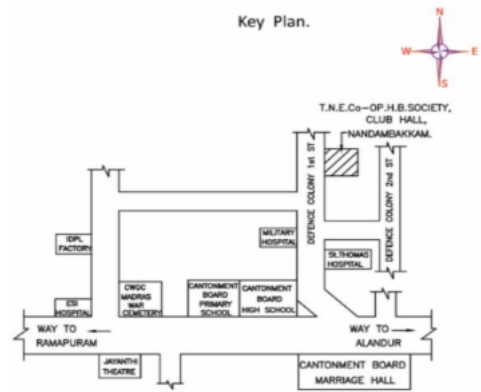 Key Plan.
N
W
E
S
T.N.E.Co-OP.H.B.SOCIETY,
CLUB HALL,
NANDAMBAKKAM.
DEFENCE COLONY 1st ST
DEFENCE COLONY 2nd ST
IDPL
FACTORY
MILITARY
HOSPITAL
St.THOMAS
HOSPITAL
ESI
HOSPITAL
CWGC
MADRAS
WAR
CEMETERY
CANTONMENT
BOARD
PRIMARY
SCHOOL
CANTONMENT
BOARD
HIGH SCHOOL
WAY TO
RAMAPURAM
WAY TO
ALANDUR
JAYANTHI
THEATRE
CANTONMENT BOARD
MARRIAGE HALL